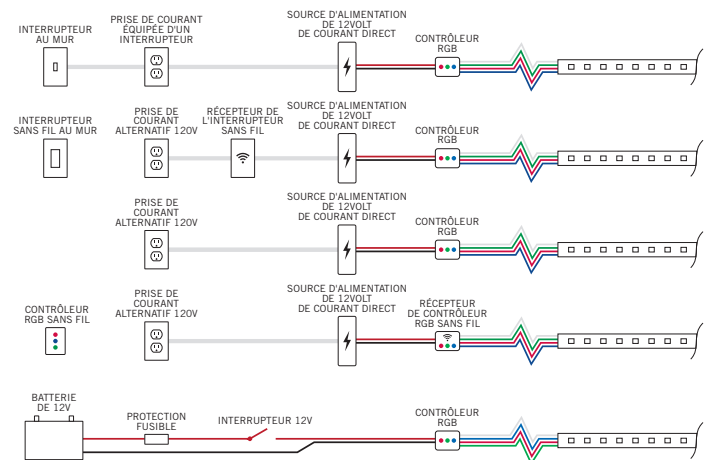 INTERRUPTEUR
AU MUR
PRISE DE COURANT
ÉQUIPÉE D'UN
INTERRUPTEUR
SOURCE D'ALIMENTATION
DE 12VOLT
DE COURANT DIRECT
CONTRÔLEUR
RGB
INTERRUPTEUR
SANS FIL AU MUR
PRISE DE
COURANT
ALTERNATIF 120V
RÉCEPTEUR DE
L'INTERRUPTEUR
SANS FIL
SOURCE D'ALIMENTATION
DE 12VOLT
DE COURANT DIRECT
CONTRÔLEUR
RGB
PRISE DE
COURANT
ALTERNATIF 120V
SOURCE D'ALIMENTATION
DE 12VOLT
DE COURANT DIRECT
CONTRÔLEUR
RGB
CONTRÔLEUR
RGB SANS FIL
PRISE DE
COURANT
ALTERNATIF 120V
SOURCE D'ALIMENTATION
DE 12VOLT
DE COURANT DIRECT
RÉCEPTEUR
DE CONTRÔLEUR
RGB SANS FIL
BATTERIE
DE 12V
PROTECTION
FUSIBLE
INTERRUPTEUR 12V
CONTRÔLEUR
RGB